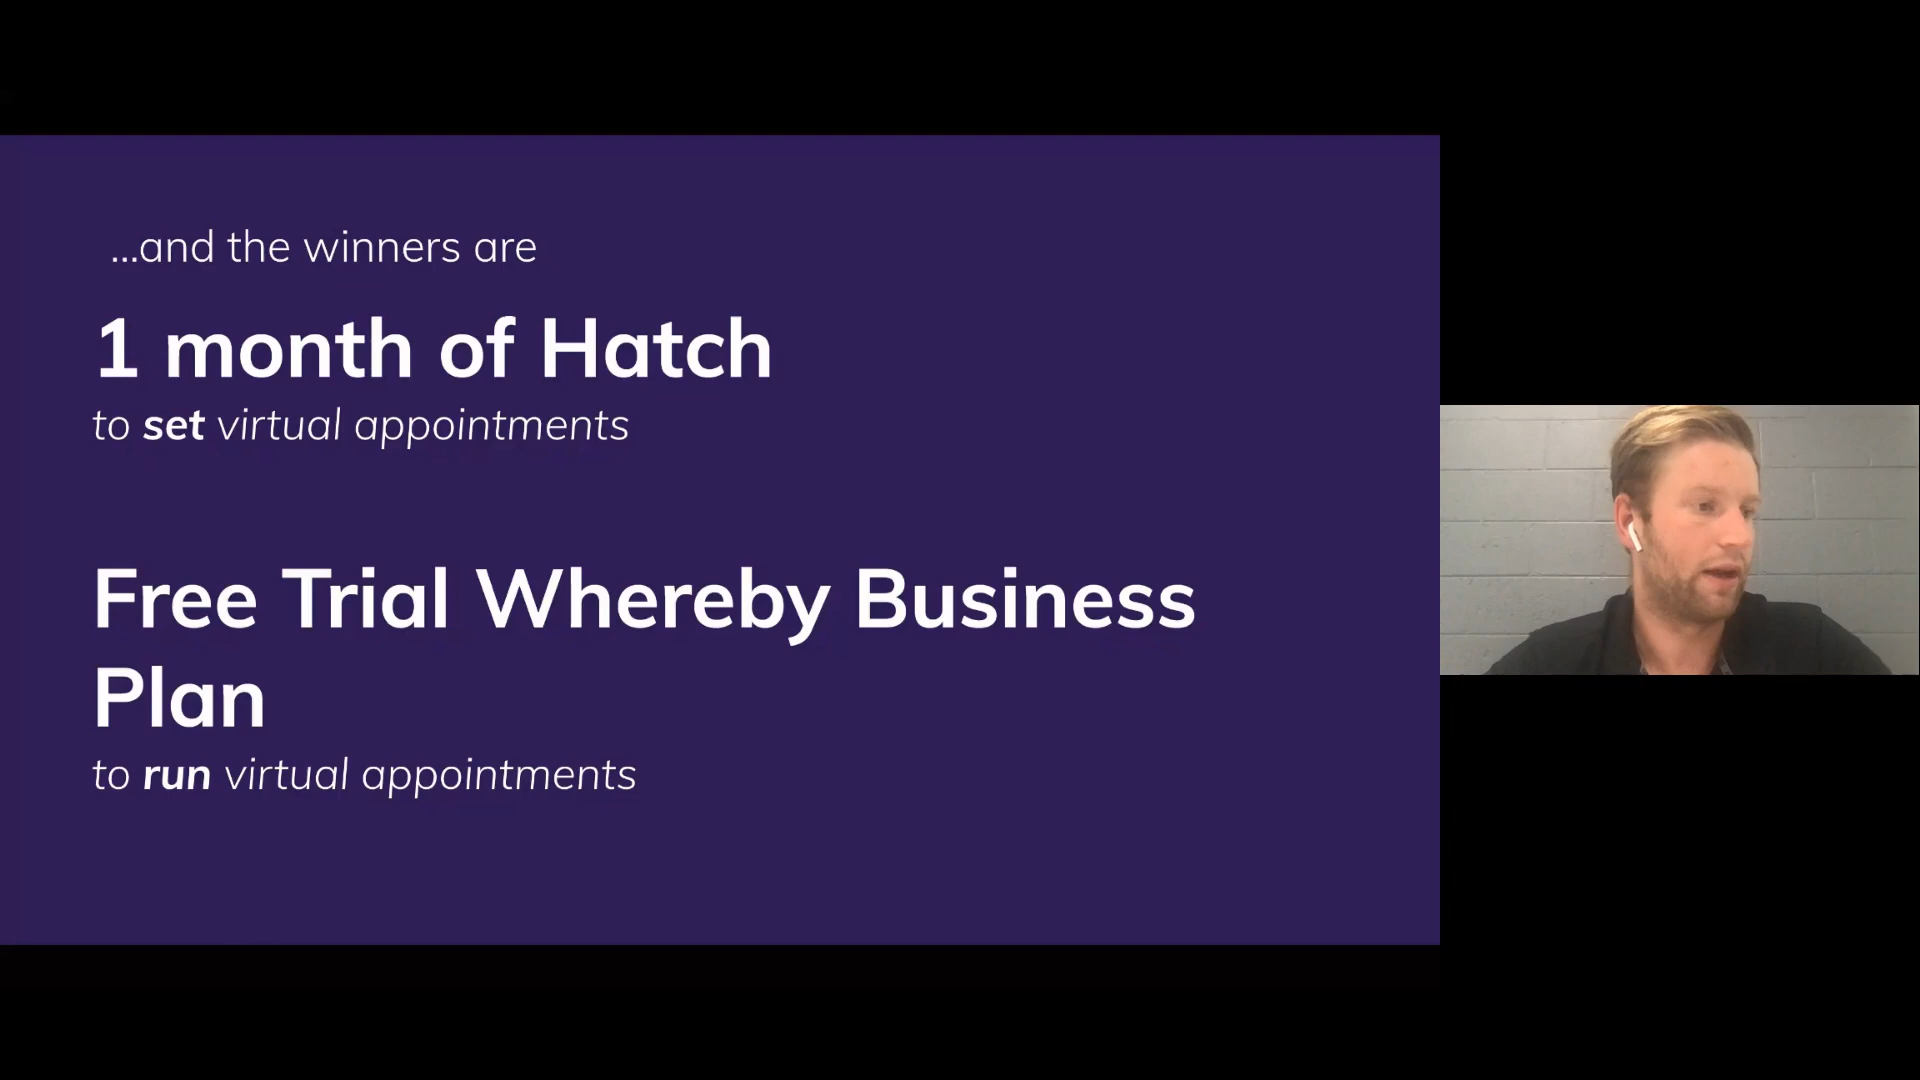 ...and the winners are
1 month of Hatch
to set virtual appointments
Free Trial Whereby Business
Plan
to run virtual appointments